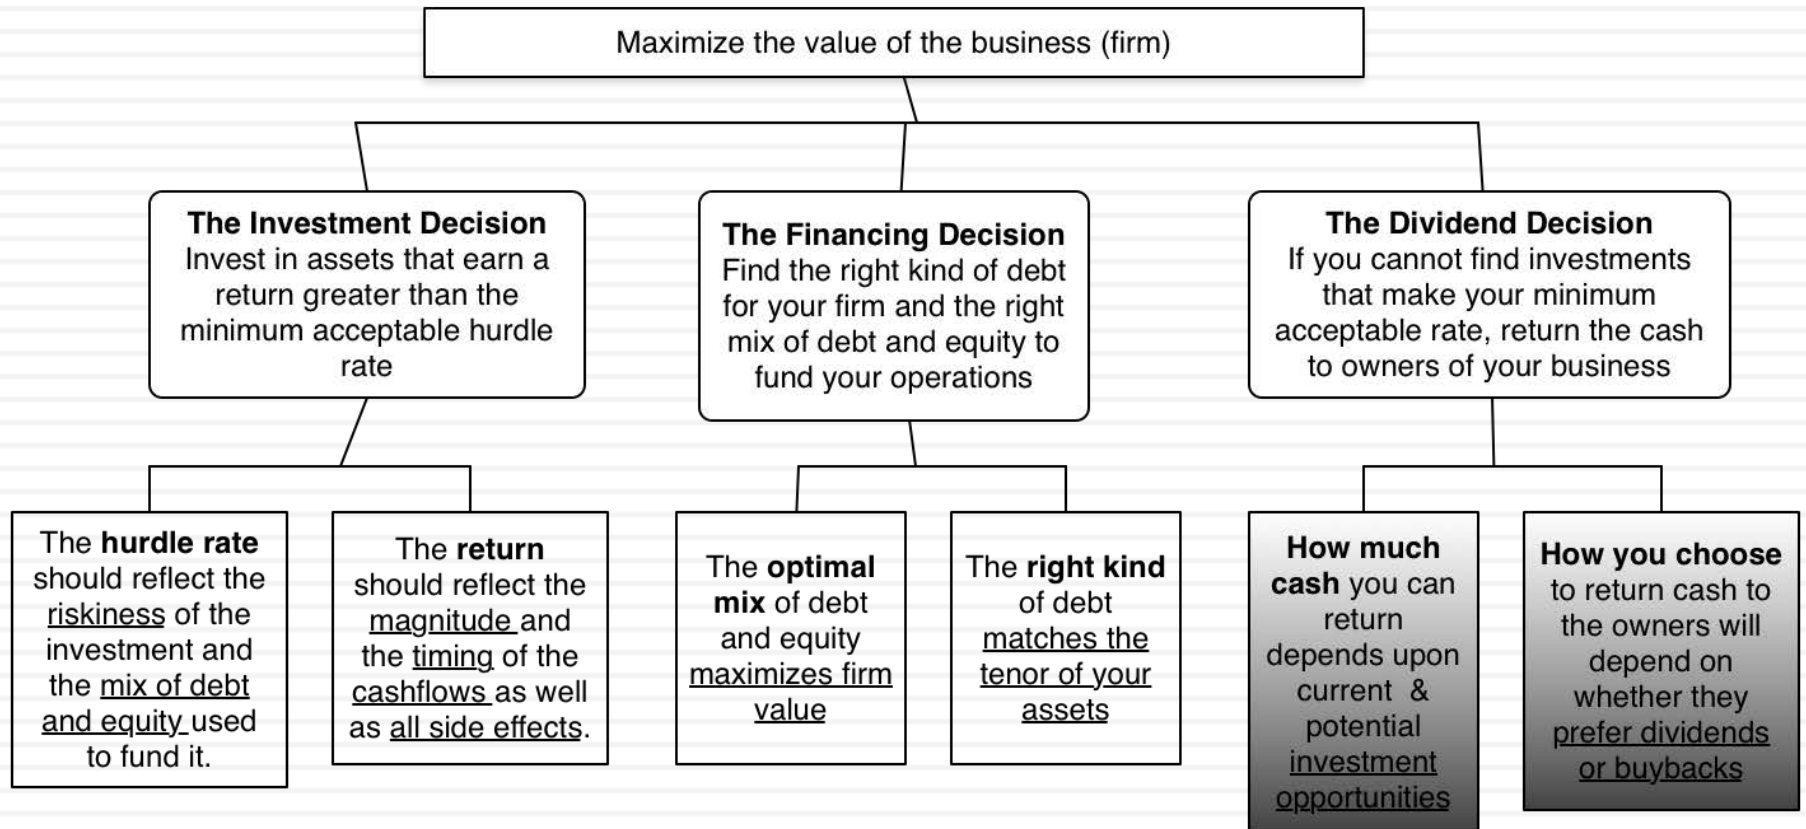 Maximize the value of the business (firm)
The Investment Decision
Invest in assets that earn a
return greater than the
minimum acceptable hurdle
rate
The Financing Decision
Find the right kind of debt
for your firm and the right
mix of debt and equity to
fund your operations
The Dividend Decision
If you cannot find investments
that make your minimum
acceptable rate, return the cash
to owners of your business
The hurdle rate
should reflect the
riskiness of the
investment and
the mix of debt
and equity used
to fund it.
The return
should reflect the
magnitude and
the timing of the
cashflows as well
as all side effects.
The optimal
mix of debt
and equity
maximizes firm
value
The right kind
of debt
matches the
tenor of your
assets
How much
cash you can
return
depends upon
current & 
potential
investment
opportunities
How you choose
to return cash to
the owners will
depend on
whether they
prefer dividends
or buybacks